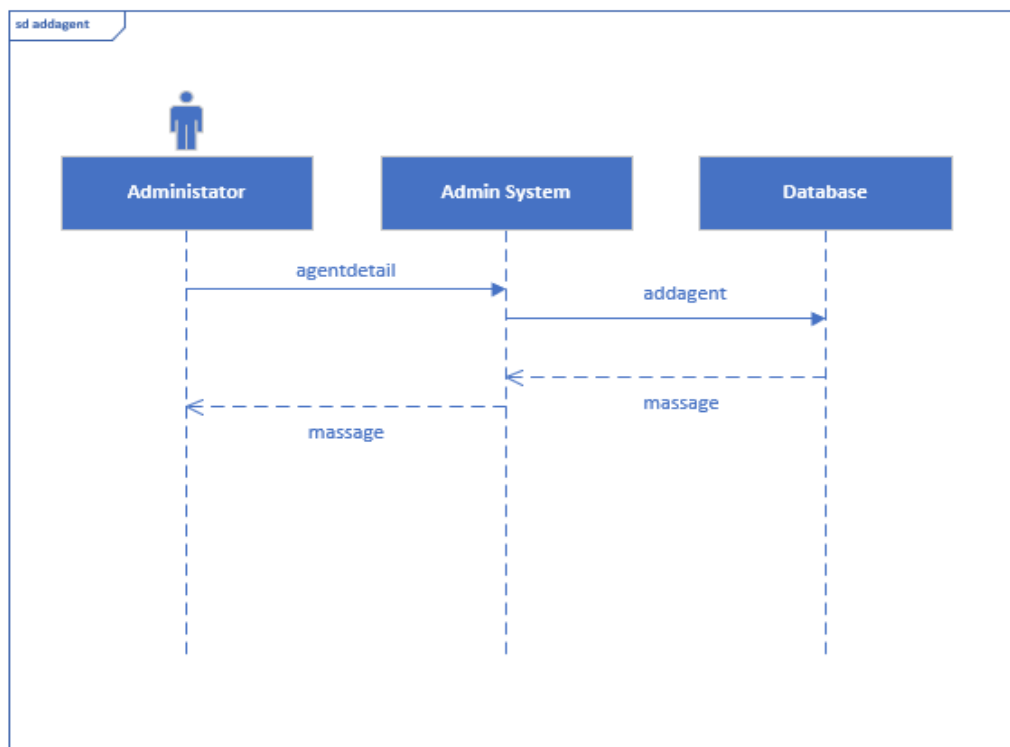 sd addagent
Administator
Admin System
Database
agentdetail
addagent
massage
massage